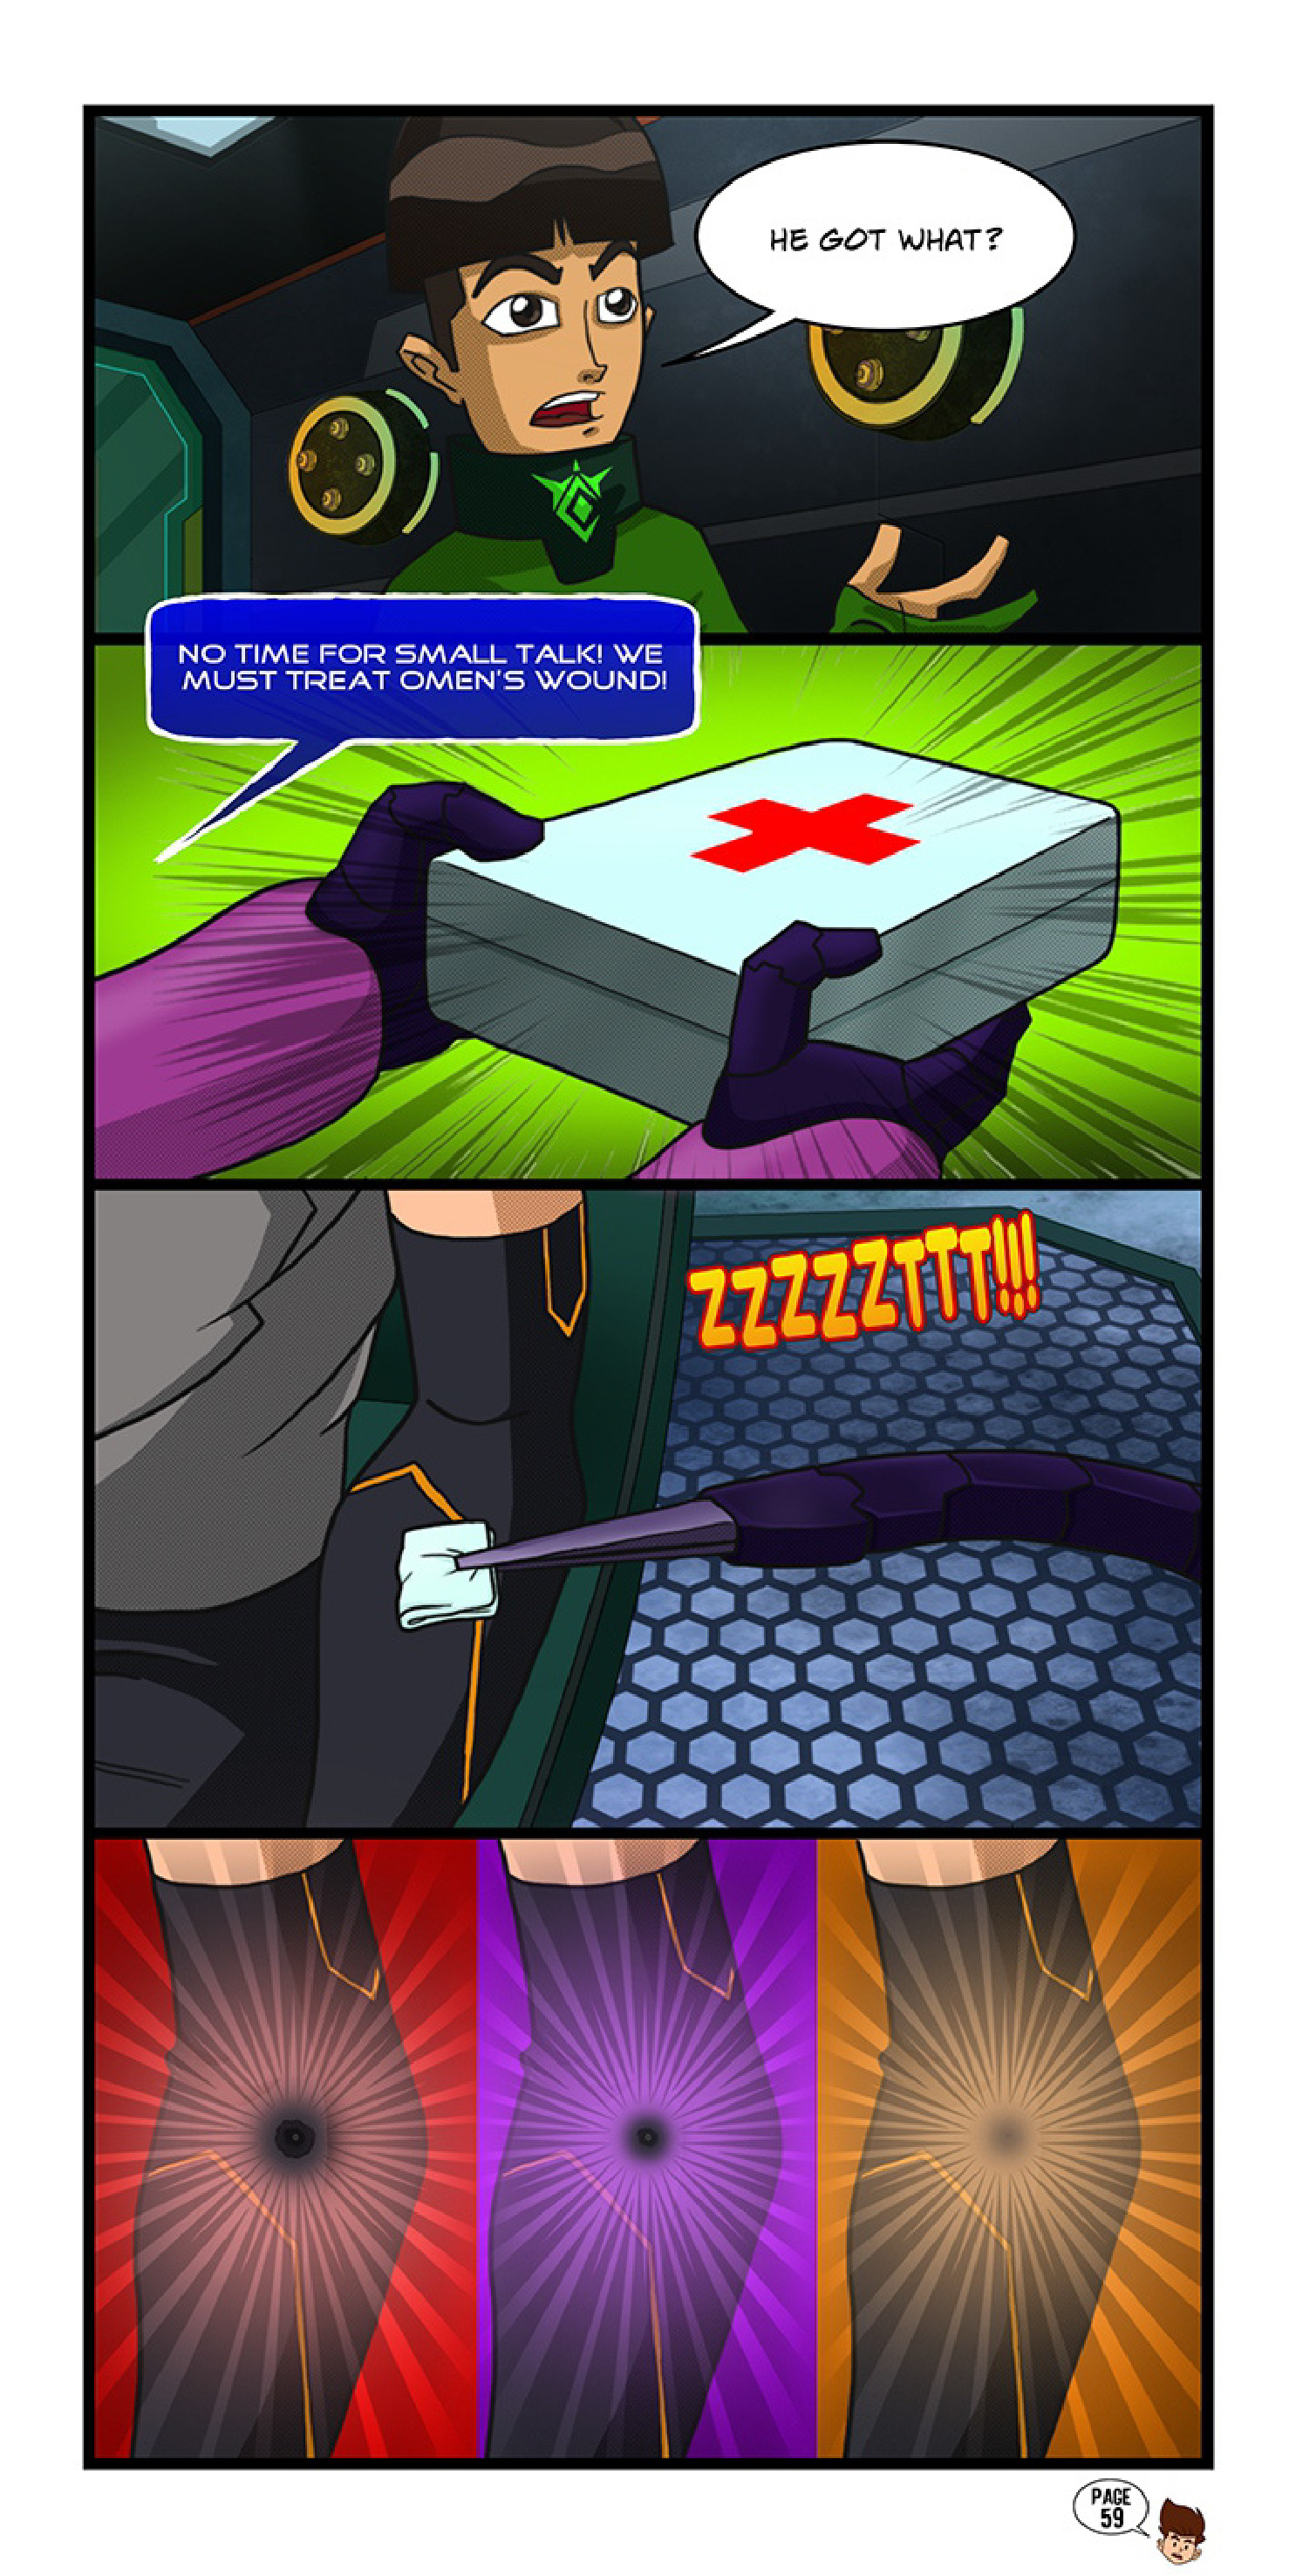 HE GOT WHAT?
NO TIME FOR SMALL TALK! WE
MUST TREAT OMEN'S WOUND!
ZZZZZTTT!!!
PAGE
59